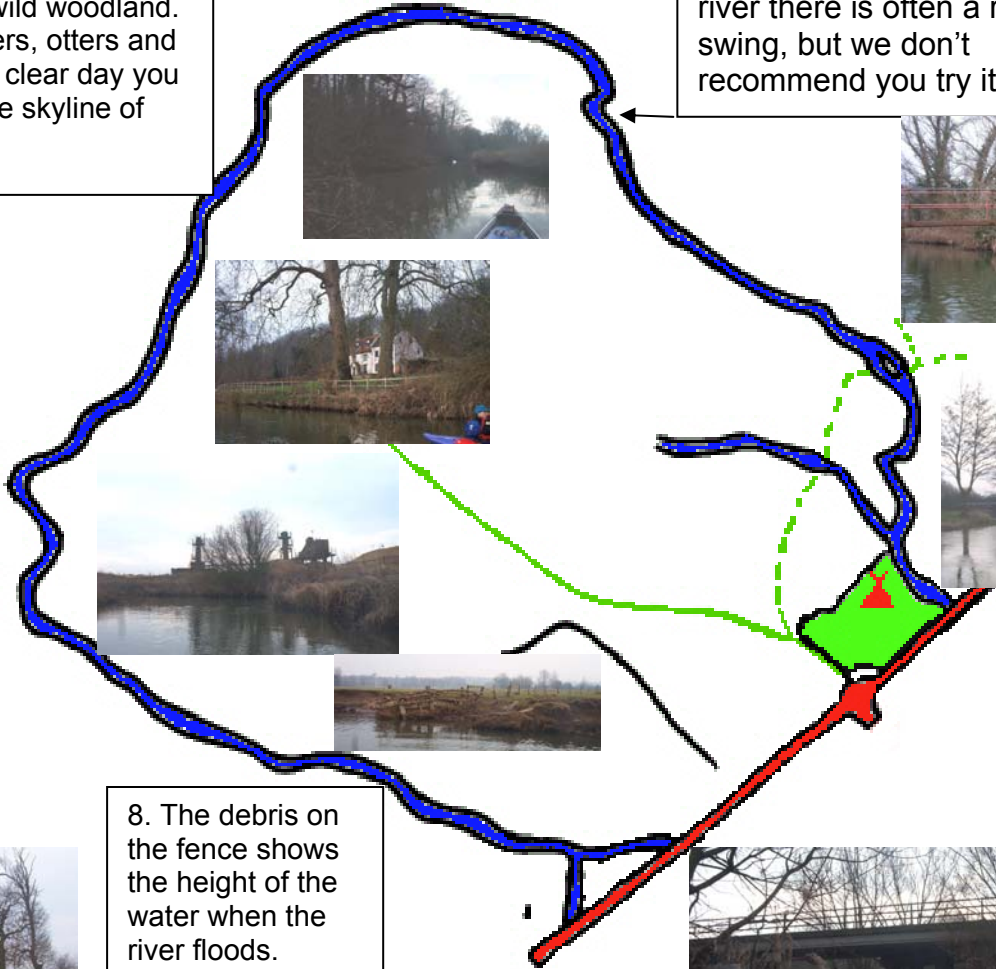 wild woodland.
ers, otters and
clear day you
e skyline of
river there is often a
swing, but we don't
recommend you try it
8. The debris on
the fence shows
the height of the
water when the
river floods.